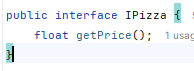 public interface IPizza {
    float getPrice();  1 usag
}